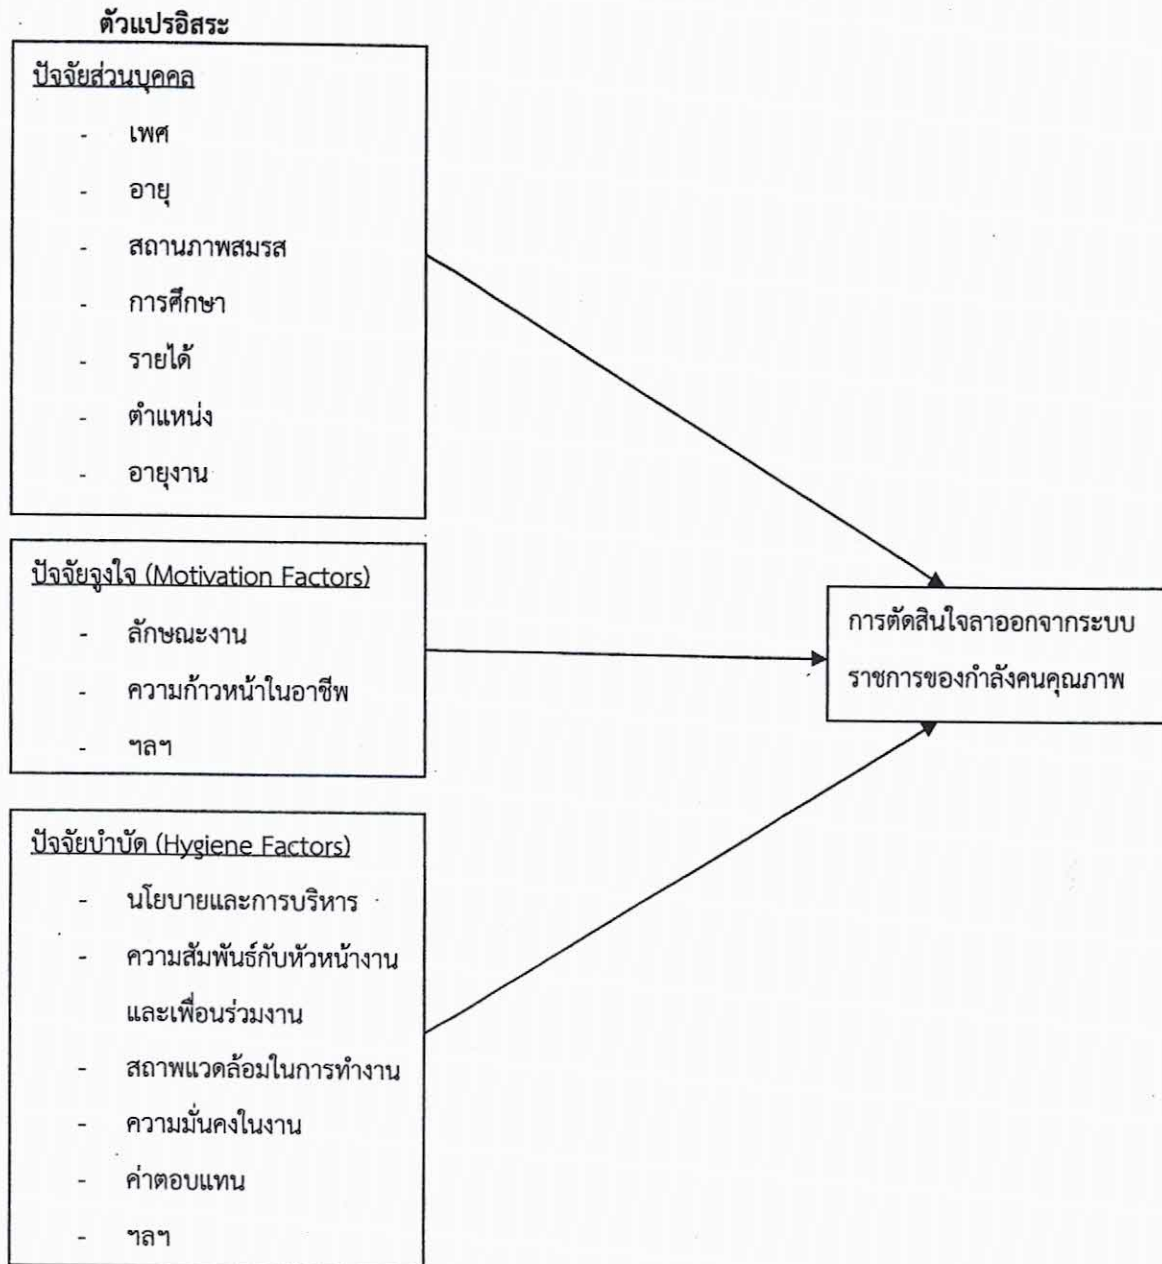 ตัวแปรอิสระ
ปัจจัยส่วนบุคคล
- เพศ
- อายุ
- สถานภาพสมรส
- การศึกษา
- รายได้
- ตำแหน่ง
- อายุงาน
ปัจจัยจูงใจ (Motivation Factors)
- ลักษณะงาน
- ความก้าวหน้าในอาชีพ
- ฯลฯ
การตัดสินใจลาออกจากระบบ
ราชการของกำลังคนคุณภาพ
ปัจจัยบำบัด (Hygiene Factors)
- นโยบายและการบริหาร
- ความสัมพันธ์กับหัวหน้างาน
และเพื่อนร่วมงาน
- สภาพแวดล้อมในการทำงาน
- ความมั่นคงในงาน
- ค่าตอบแทน
- ฯลฯ